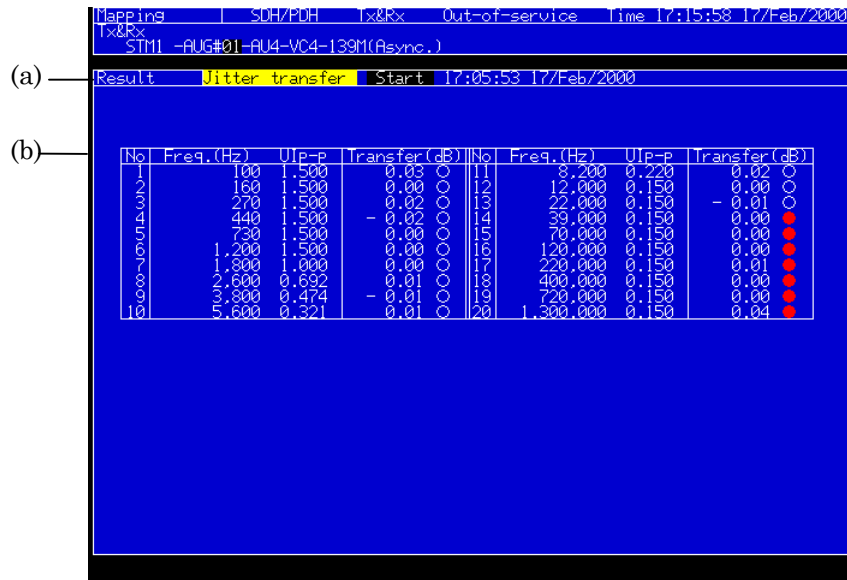 Mapping | SDH/PDH Tx&Rx Out-of-service Time 17:15:58 17/Feb/2000
Tx&Rx
STM1 -AUG#01-AU4-VC4-139M(Async.)
(a)
Result Jitter transfer Start 17:05:53 17/Feb/2000
(b)
No Freq.(Hz) UIp-p Transfer(dB) No Freq.(Hz) UIp-p Transfer(dB)
1 100 1.500 0.03 ○ 11 8,200 0.220 0.02 ○
2 160 1.500 0.00 ○ 12 12,000 0.150 0.00 ○
3 270 1.500 0.02 ○ 13 22,000 0.150 - 0.01 ○
4 440 1.500 - 0.02 ○ 14 39,000 0.150 0.00 ●
5 730 1.500 0.00 ○ 15 70,000 0.150 0.00 ●
6 1,200 1.500 0.00 ○ 16 120,000 0.150 0.00 ●
7 1,800 1.000 0.00 ○ 17 220,000 0.150 0.01 ●
8 2,600 0.692 0.01 ○ 18 400,000 0.150 0.00 ●
9 3,800 0.474 - 0.01 ○ 19 720,000 0.150 0.00 ●
10 5,600 0.321 0.01 ○ 20 1,300,000 0.150 0.04 ●